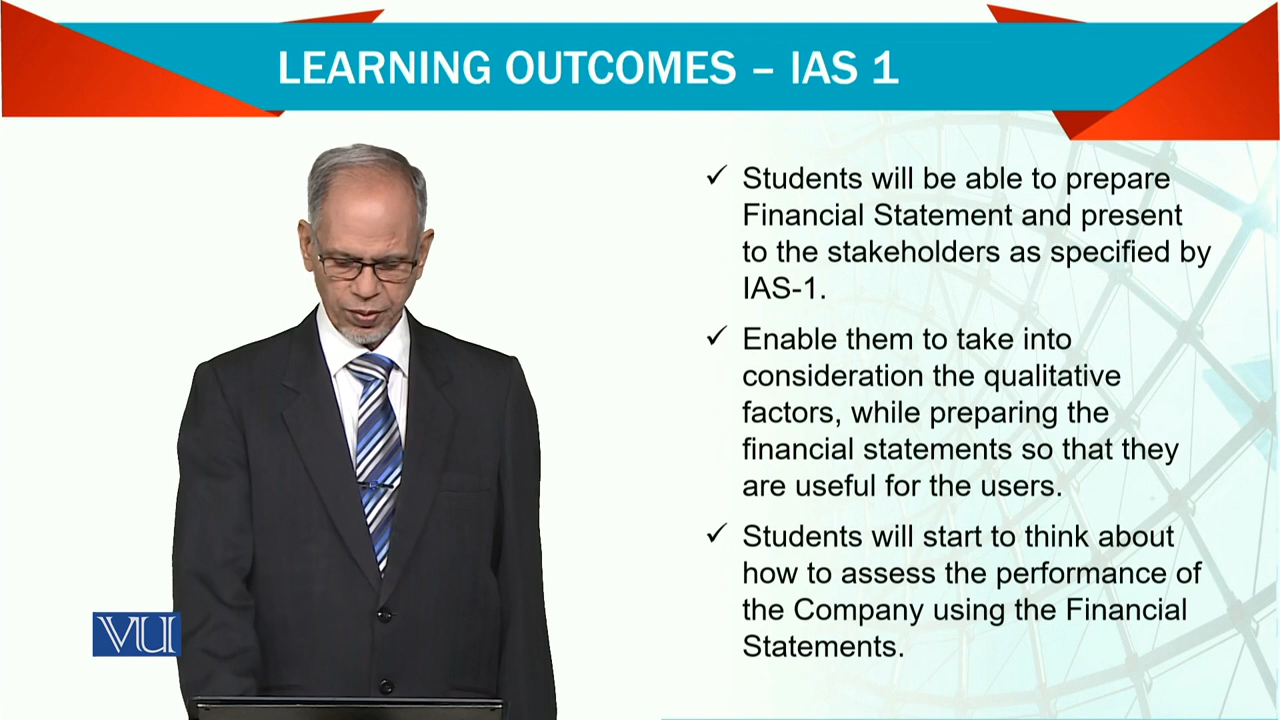 LEARNING OUTCOMES – IAS 1
✓ Students will be able to prepare
Financial Statement and present
to the stakeholders as specified by
IAS-1.
✓ Enable them to take into
consideration the qualitative
factors, while preparing the
financial statements so that they
are useful for the users.
✓ Students will start to think about
how to assess the performance of
the Company using the Financial
Statements.
VU